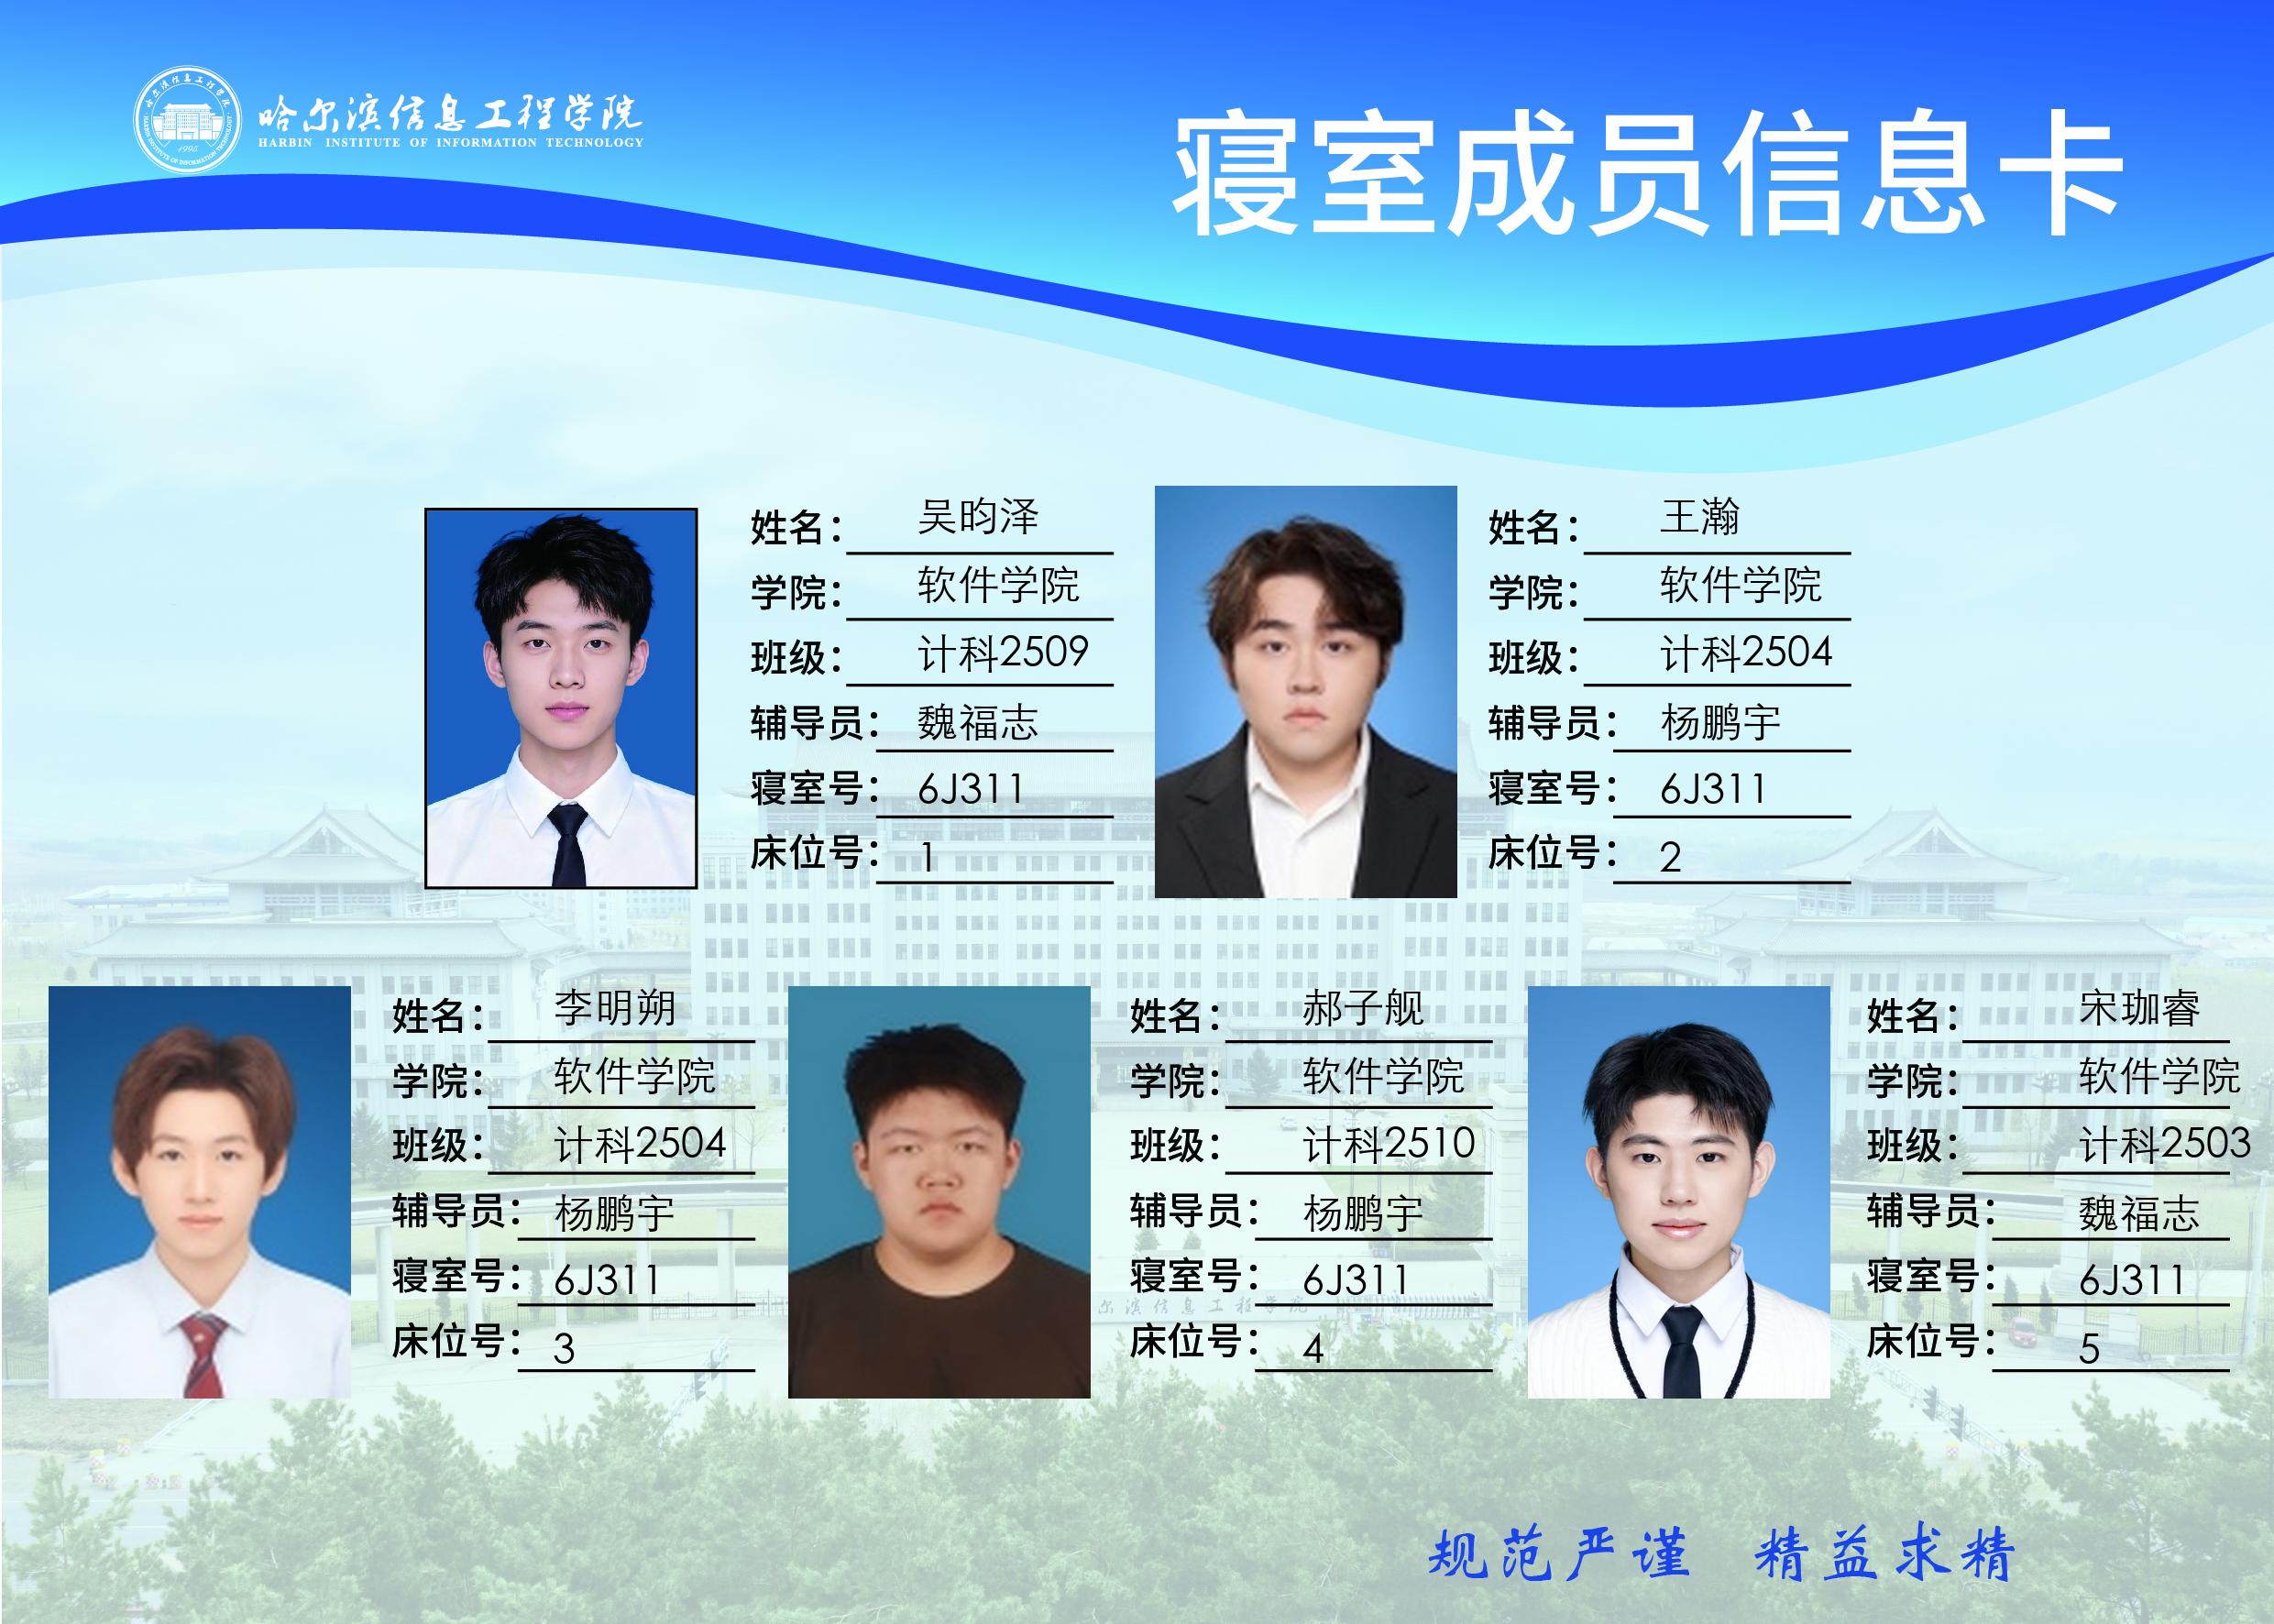 哈尔滨信息工程学院
HARBIN INSTITUTE OF INFORMATION TECHNOLOGY
1995
寝室成员信息卡
姓名： 吴昀泽
学院： 软件学院
班级： 计科2509
辅导员： 魏福志
寝室号： 6J311
床位号： 1
姓名： 王瀚
学院： 软件学院
班级： 计科2504
辅导员： 杨鹏宇
寝室号： 6J311
床位号： 2
姓名： 李明朔
学院： 软件学院
班级： 计科2504
辅导员： 杨鹏宇
寝室号： 6J311
床位号： 3
姓名： 郝子舰
学院： 软件学院
班级： 计科2510
辅导员： 杨鹏宇
寝室号： 6J311
床位号： 4
姓名： 宋珈睿
学院： 软件学院
班级： 计科2503
辅导员： 魏福志
寝室号： 6J311
床位号： 5
尔滨信息工程学院
规范严谨 精益求精